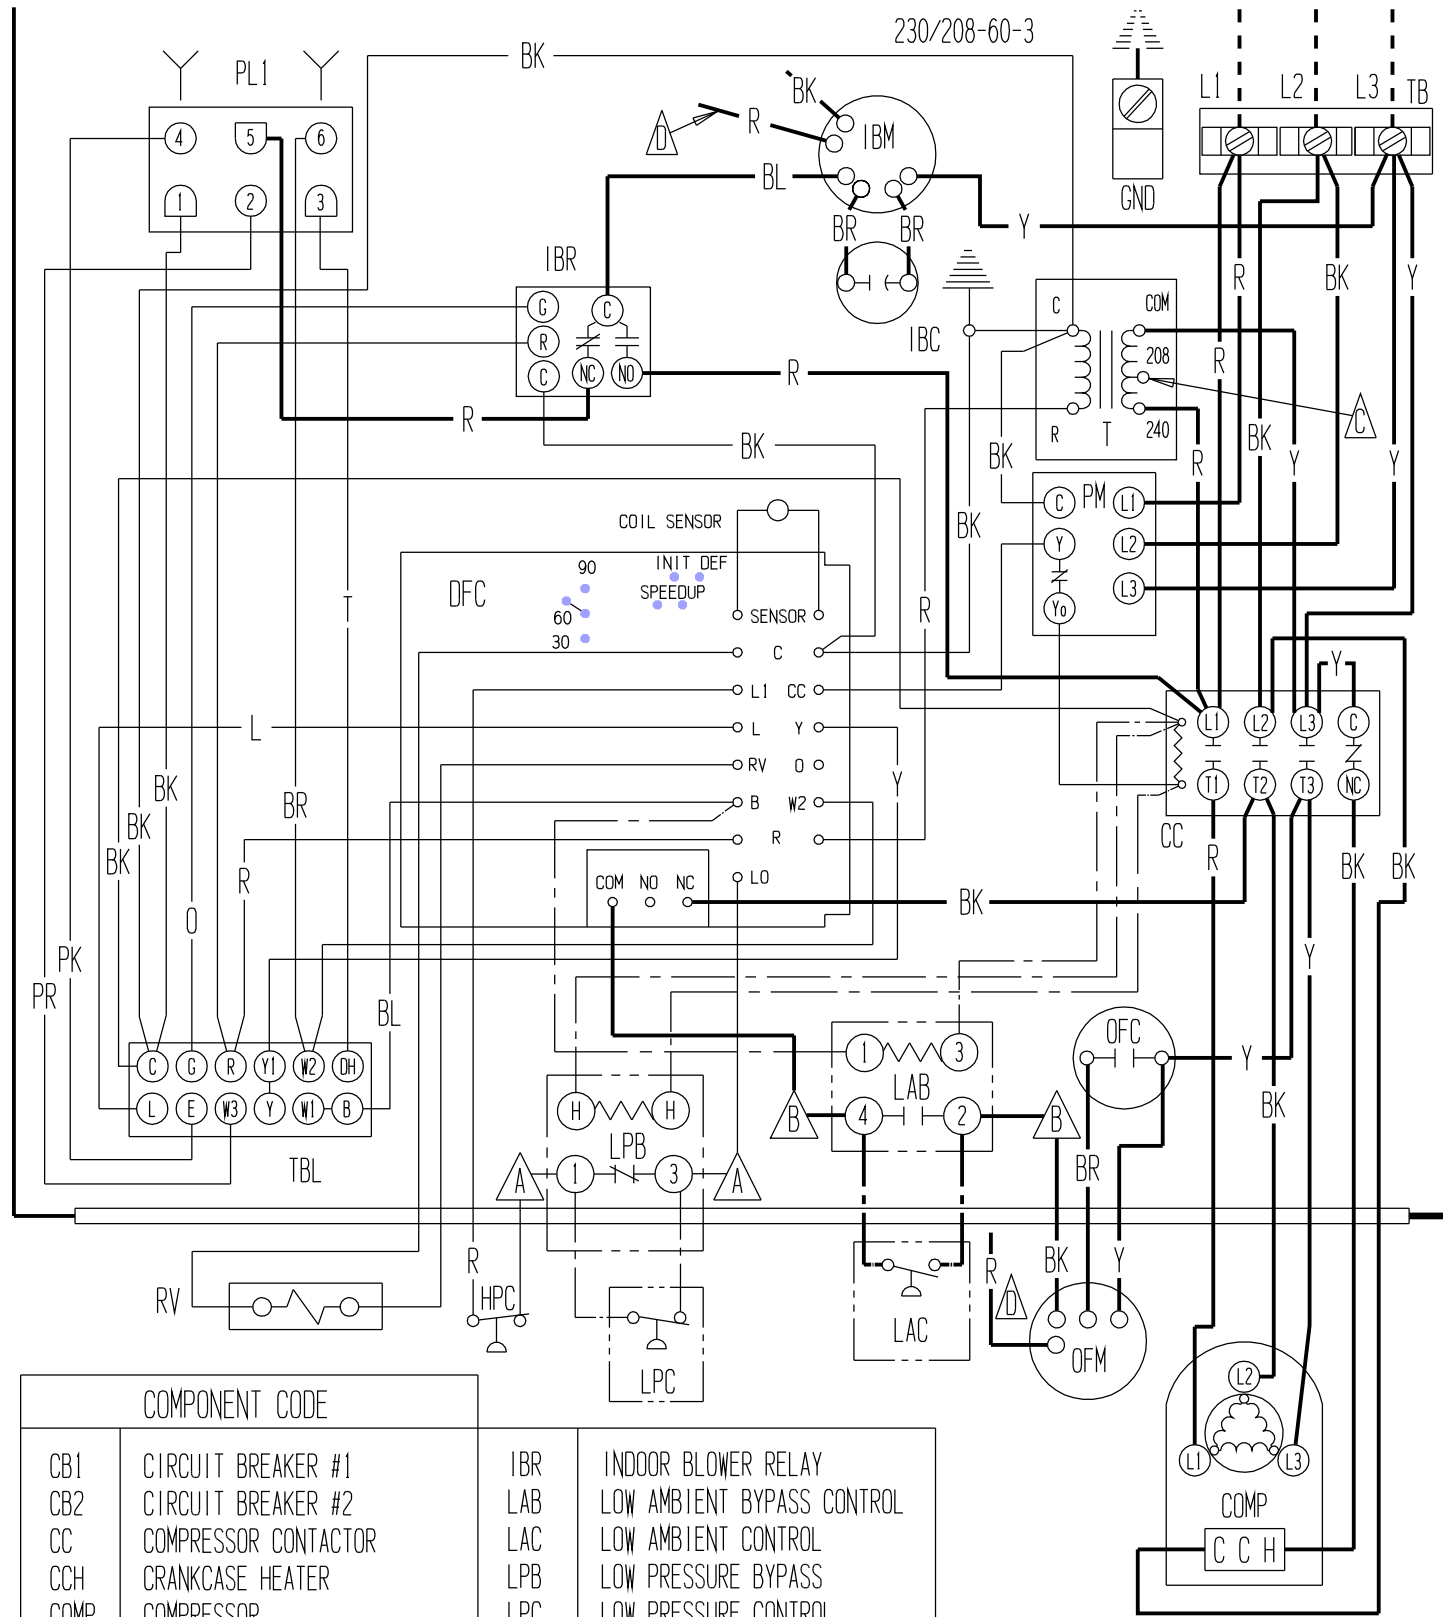 230/208-60-3
BK
PL1
L1 L2 L3 TB
4 5 6
1 2 3
D
R
BK
IBM
BL
BR BR
Y
GND
R BK Y
IBR
G C
R
C NC NO
IBC
C COM
208
R T 240
C
R
R
R
BK
BK
BK
R
BK
Y
Y
R
COIL SENSOR
PM
C L1
Y L2
Yo L3
DFC
90
60
30
INIT DEF
SPEEDUP
SENSOR
C
L1 CC
L Y
RV O
B W2
R
LO
COM NO NC
T
R
BK
Y
L
Y
L1 L2 L3 C
T1 T2 T3 NC
CC
BK
BK
BK
BR
R
O
PK
PR
BL
BK
R
BK
BK
Y
C G R Y1 W2 DH
L E W3 Y W1 B
TBL
H H
LPB
1 3
A A
1 3
LAB
4 2
B B
OFC
Y
BK
BR
RV
R
HPC
LPC
LAC
R
D
BK Y
OFM
L2
L1 L3
COMP
C C H
COMPONENT CODE
CB1 CIRCUIT BREAKER #1 IBR INDOOR BLOWER RELAY
CB2 CIRCUIT BREAKER #2 LAB LOW AMBIENT BYPASS CONTROL
CC COMPRESSOR CONTACTOR LAC LOW AMBIENT CONTROL
CCH CRANKCASE HEATER LPB LOW PRESSURE BYPASS
COMP COMPRESSOR LPC LOW PRESSURE CONTROL